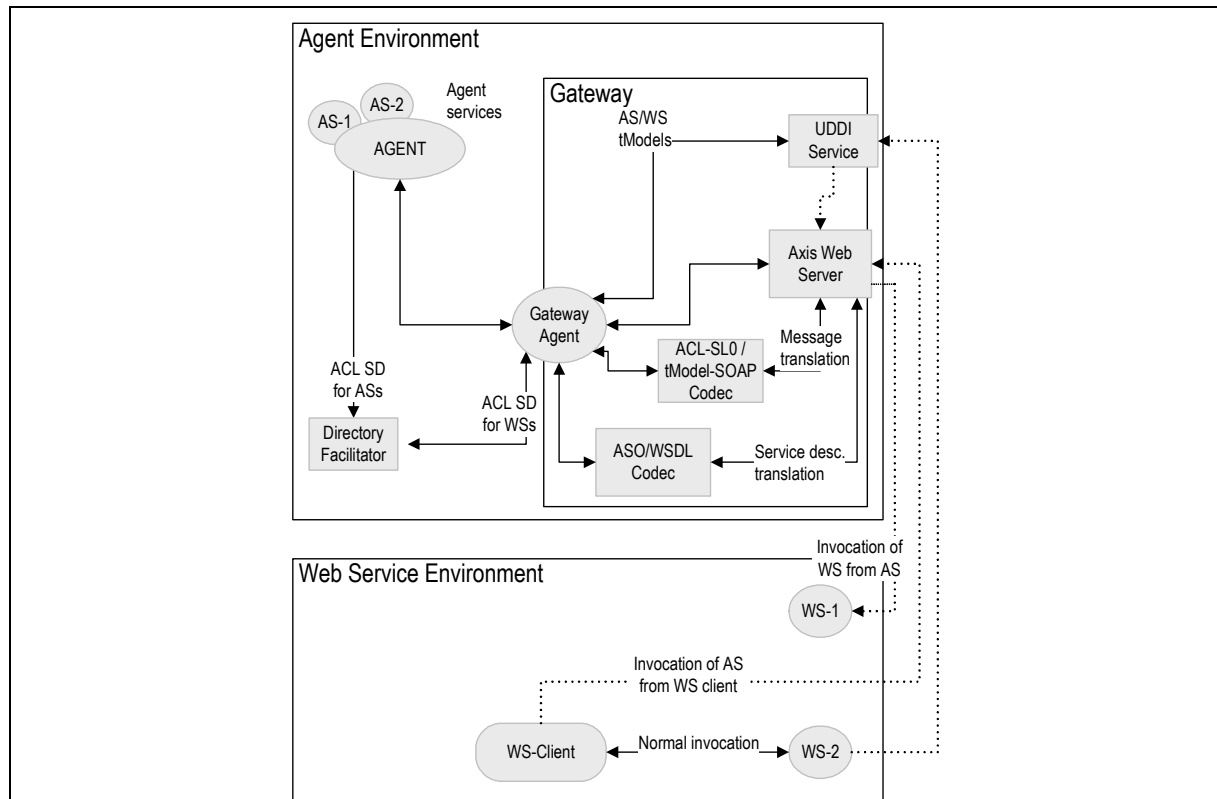 Agent Environment
AS-1
AS-2
Agent
services
AGENT
Gateway
AS/WS
tModels
UDDI
Service
Axis Web
Server
Gateway
Agent
ACL-SL0 /
tModel-SOAP
Codec
Message
translation
ACL SD
for ASs
ACL SD
for WSs
Directory
Facilitator
ASO/WSDL
Codec
Service desc.
translation
Invocation of
WS from AS
Web Service Environment
WS-1
Invocation of AS
from WS client
WS-Client
Normal invocation
WS-2